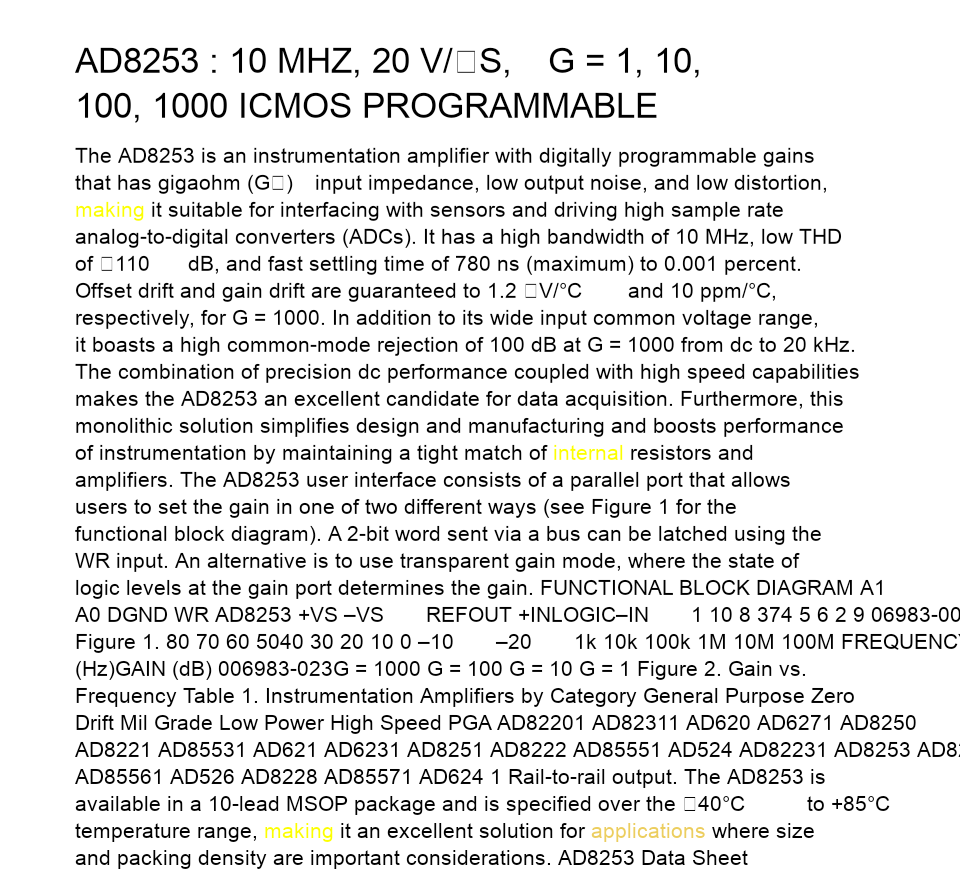 AD8253 : 10 MHZ, 20 V/□S, G = 1, 10,
100, 1000 ICMOS PROGRAMMABLE
The AD8253 is an instrumentation amplifier with digitally programmable gains
that has gigaohm (G□) input impedance, low output noise, and low distortion,
making it suitable for interfacing with sensors and driving high sample rate
analog-to-digital converters (ADCs). It has a high bandwidth of 10 MHz, low THD
of □110 dB, and fast settling time of 780 ns (maximum) to 0.001 percent.
Offset drift and gain drift are guaranteed to 1.2 □V/°C and 10 ppm/°C,
respectively, for G = 1000. In addition to its wide input common voltage range,
it boasts a high common-mode rejection of 100 dB at G = 1000 from dc to 20 kHz.
The combination of precision dc performance coupled with high speed capabilities
makes the AD8253 an excellent candidate for data acquisition. Furthermore, this
monolithic solution simplifies design and manufacturing and boosts performance
of instrumentation by maintaining a tight match of internal resistors and
amplifiers. The AD8253 user interface consists of a parallel port that allows
users to set the gain in one of two different ways (see Figure 1 for the
functional block diagram). A 2-bit word sent via a bus can be latched using the
WR input. An alternative is to use transparent gain mode, where the state of
logic levels at the gain port determines the gain. FUNCTIONAL BLOCK DIAGRAM A1
A0 DGND WR AD8253 +VS –VS REFOUT +INLOGIC–IN 1 10 8 374 5 6 2 9 06983-00
Figure 1. 80 70 60 5040 30 20 10 0 –10 –20 1k 10k 100k 1M 10M 100M FREQUENCY
(Hz)GAIN (dB) 006983-023G = 1000 G = 100 G = 10 G = 1 Figure 2. Gain vs.
Frequency Table 1. Instrumentation Amplifiers by Category General Purpose Zero
Drift Mil Grade Low Power High Speed PGA AD82201 AD82311 AD620 AD6271 AD8250
AD8221 AD85531 AD621 AD6231 AD8251 AD8222 AD85551 AD524 AD82231 AD8253 AD82
AD85561 AD526 AD8228 AD85571 AD624 1 Rail-to-rail output. The AD8253 is
available in a 10-lead MSOP package and is specified over the □40°C to +85°C
temperature range, making it an excellent solution for applications where size
and packing density are important considerations. AD8253 Data Sheet